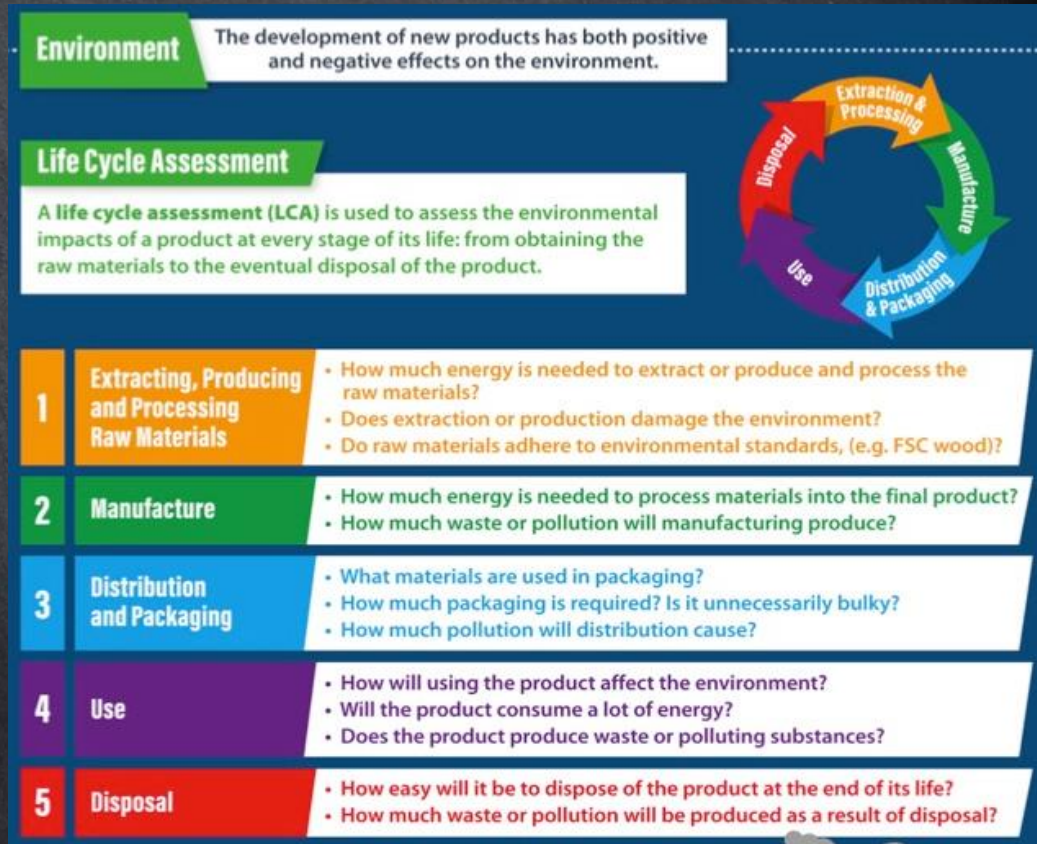 Environment
The development of new products has both positive
and negative effects on the environment.
Extraction &
Processing
Manufacture
Distribution
& Packaging
Use
Disposal
Life Cycle Assessment
A life cycle assessment (LCA) is used to assess the environmental
impacts of a product at every stage of its life: from obtaining the
raw materials to the eventual disposal of the product.
1
Extracting, Producing
and Processing
Raw Materials
• How much energy is needed to extract or produce and process the
raw materials?
• Does extraction or production damage the environment?
• Do raw materials adhere to environmental standards, (e.g. FSC wood)?
2
Manufacture
• How much energy is needed to process materials into the final product?
• How much waste or pollution will manufacturing produce?
3
Distribution
and Packaging
• What materials are used in packaging?
• How much packaging is required? Is it unnecessarily bulky?
• How much pollution will distribution cause?
4
Use
• How will using the product affect the environment?
• Will the product consume a lot of energy?
• Does the product produce waste or polluting substances?
5
Disposal
• How easy will it be to dispose of the product at the end of its life?
• How much waste or pollution will be produced as a result of disposal?